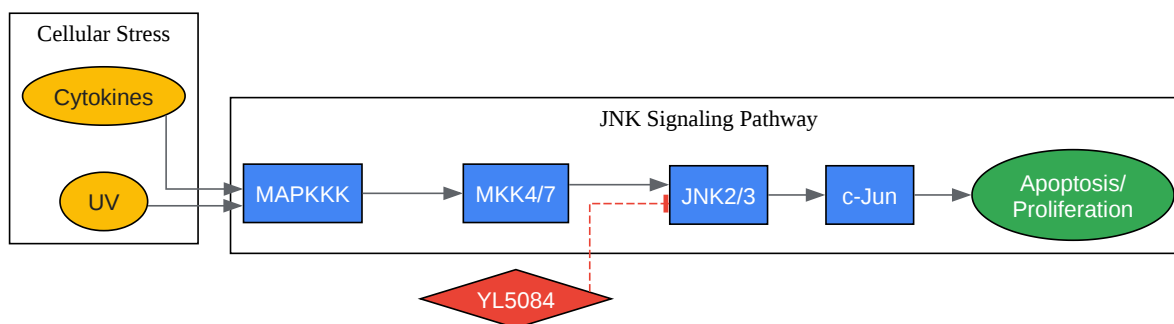 Cellular Stress
Cytokines
UV
JNK Signaling Pathway
MAPKKK
MKK4/7
JNK2/3
c-Jun
Apoptosis/
Proliferation
YL5084